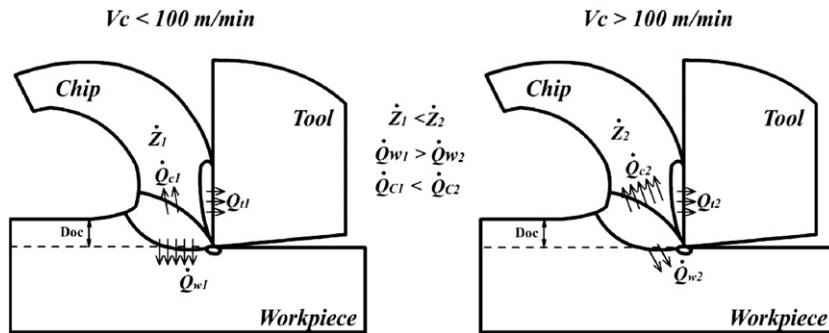 Vc < 100 m/min
Chip
Tool
Ż1
Q̇c1
Qt1
Doc
Q̇w1
Workpiece
Ż1 < Ż2
Q̇w1 > Q̇w2
Q̇C1 < Q̇C2
Vc > 100 m/min
Chip
Tool
Ż2
Q̇c2
Q̇t2
Doc
Q̇w2
Workpiece